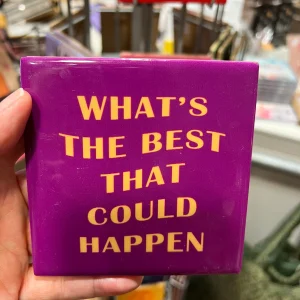 WHAT'S
THE BEST
THAT
COULD
HAPPEN